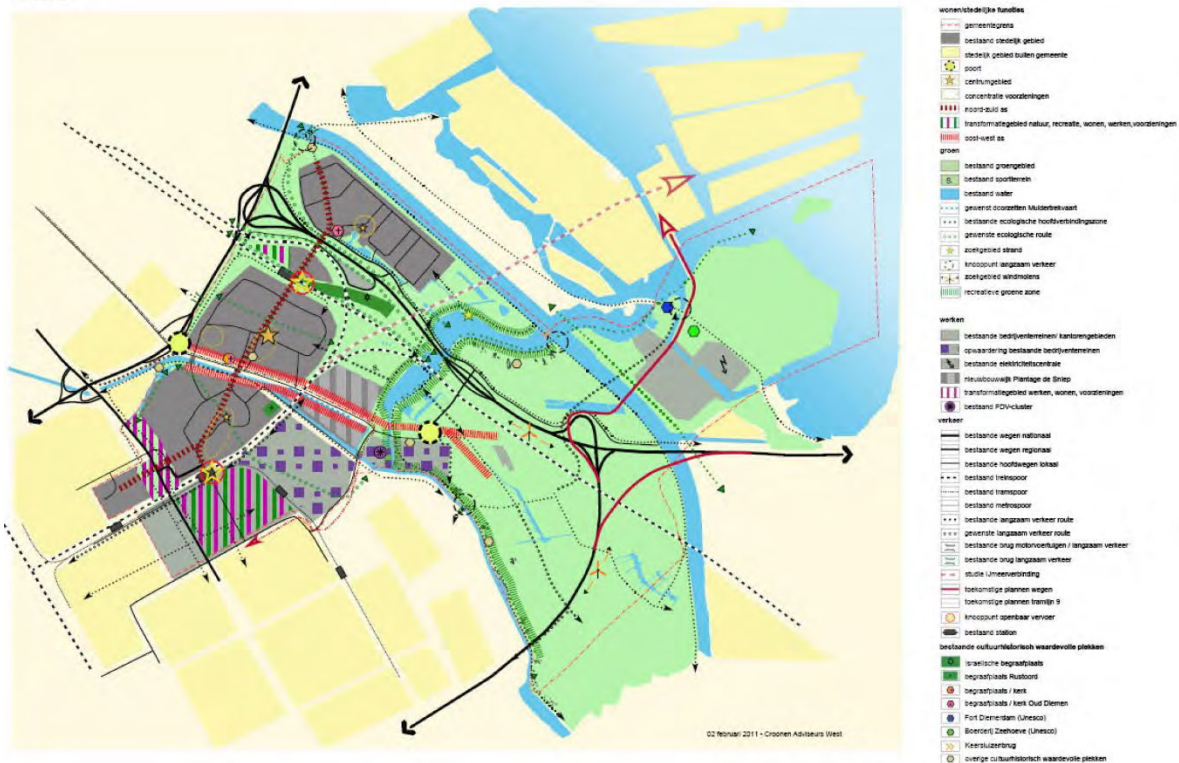 02 februari 2011 - Croonen Adviseurs West
wonen/stedelijke functies
gemeentegrens
bestaand stedelijk gebied
stedelijk gebied buiten gemeente
poort
centrumgebied
concentratie voorzieningen
noord-zuid as
transformatiegebied natuur, recreatie, wonen, werken,voorzieningen
oost-west as
groen
bestaand groengebied
S.
bestaand sportterrein
bestaand water
gewenst doorzetten Muidertrekvaart
bestaande ecologische hoofdverbindingszone
gewenste ecologische route
zoekgebied strand
knooppunt langzaam verkeer
zoekgebied windmolens
recreatieve groene zone
werken
bestaande bedrijventerreinen/ kantorengebieden
opwaardering bestaande bedrijventerreinen
bestaande elektriciteitscentrale
nieuwbouwwijk Plantage de Sniep
transformatiegebied werken, wonen, voorzieningen
bestaand PDV-cluster
verkeer
bestaande wegen nationaal
bestaande wegen regionaal
bestaande hoofdwegen lokaal
bestaand treinspoor
bestaand tramspoor
bestaand metrospoor
bestaande langzaam verkeer route
gewenste langzaam verkeer route
bestaande brug motorvoertuigen / langzaam verkeer
bestaande brug langzaam verkeer
studie IJmeerverbinding
toekomstige plannen wegen
toekomstige plannen tramlijn 9
knooppunt openbaar vervoer
bestaand station
bestaande cultuurhistorisch waardevolle plekken
Israelische begraafplaats
begraafplaats Rustoord
begraafplaats / kerk
begraafplaats / kerk Oud Diemen
Fort Diemerdam (Unesco)
Boerderij Zeehoeve (Unesco)
Keersluizenbrug
overige cultuurhistorisch waardevolle plekken